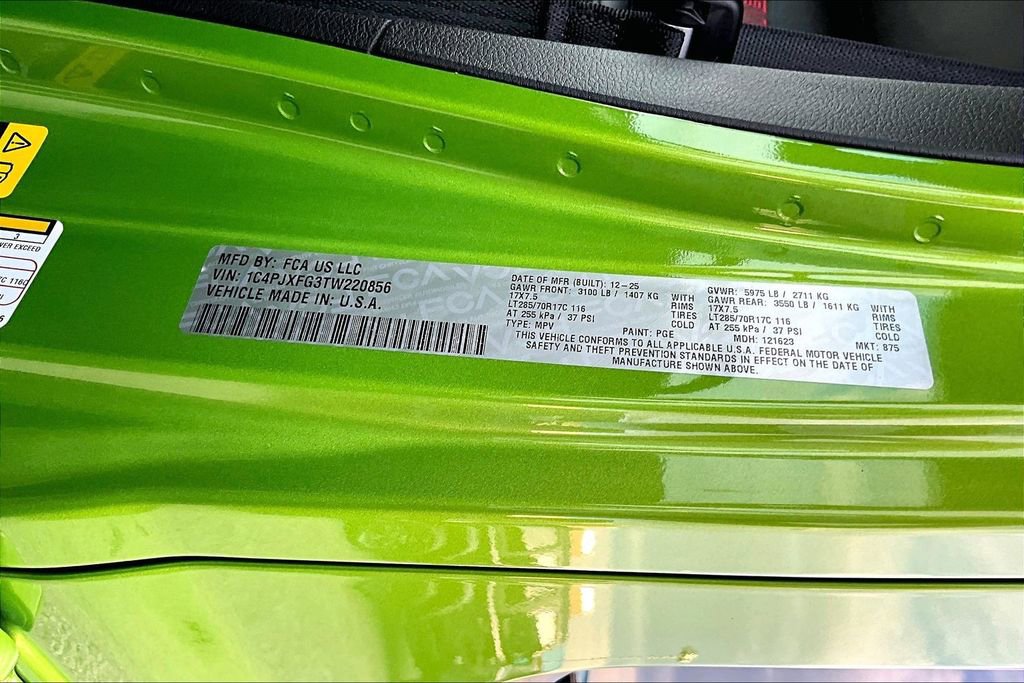 3
WER EXCEED
MFD BY: FCA US LLC
VIN: 1C4PJXFG3TW220856
VEHICLE MADE IN: U.S.A.
DATE OF MFR (BUILT): 12-25 GVWR: 5975 LB / 2711 KG
GAWR FRONT: 3100 LB / 1407 KG WITH GAWR REAR: 3550 LB / 1611 KG WITH
17X7.5 RIMS 17X7.5 RIMS
LT285/70R17C 116 TIRES LT285/70R17C 116 TIRES
AT 255 kPa / 37 PSI COLD AT 255 kPa / 37 PSI COLD
TYPE: MPV PAINT: PGE MDH: 121623 MKT: 875
THIS VEHICLE CONFORMS TO ALL APPLICABLE U.S.A. FEDERAL MOTOR VEHICLE
SAFETY AND THEFT PREVENTION STANDARDS IN EFFECT ON THE DATE OF
MANUFACTURE SHOWN ABOVE.